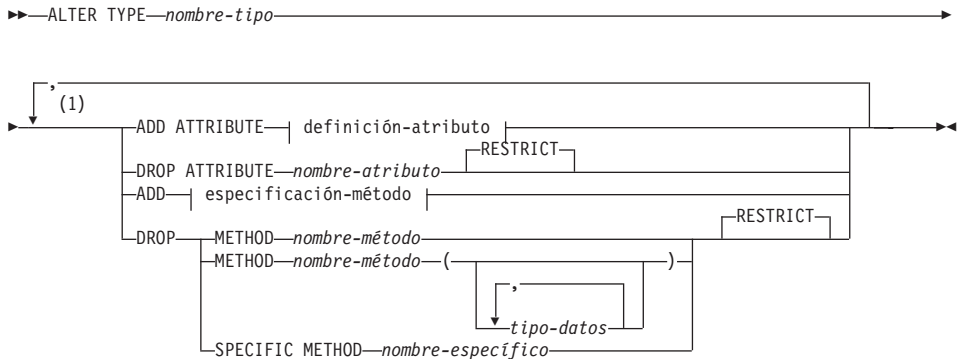 ALTER TYPE nombre-tipo
,
(1)
ADD ATTRIBUTE definición-atributo
RESTRICT
DROP ATTRIBUTE nombre-atributo
ADD especificación-método
RESTRICT
DROP METHOD nombre-método
METHOD nombre-método ( )
,
tipo-datos
SPECIFIC METHOD nombre-específico